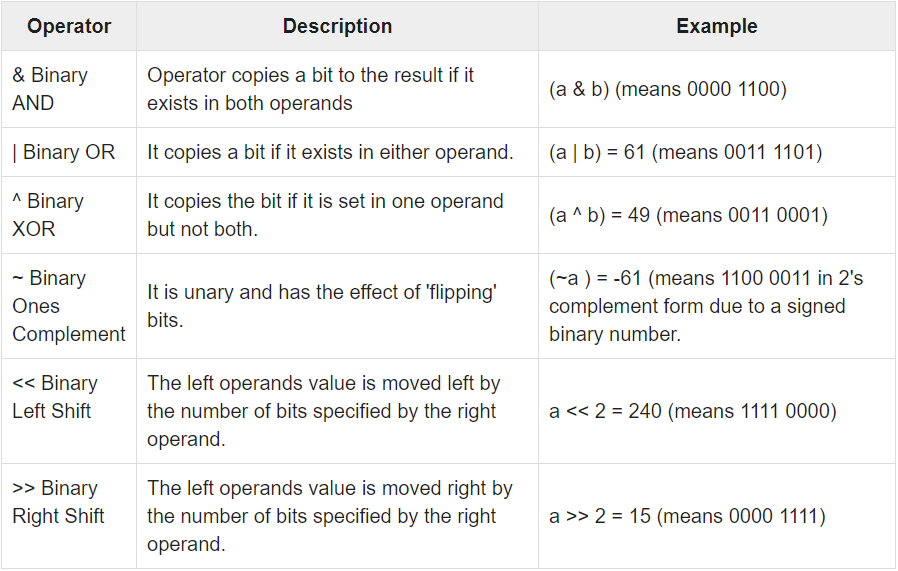 Operator Description Example
& Binary
AND
Operator copies a bit to the result if it
exists in both operands
(a & b) (means 0000 1100)
| Binary OR
It copies a bit if it exists in either operand.
(a | b) = 61 (means 0011 1101)
^ Binary
XOR
It copies the bit if it is set in one operand
but not both.
(a ^ b) = 49 (means 0011 0001)
~ Binary
Ones
Complement
It is unary and has the effect of 'flipping'
bits.
(~a ) = -61 (means 1100 0011 in 2's
complement form due to a signed
binary number.
<< Binary
Left Shift
The left operands value is moved left by
the number of bits specified by the right
operand.
a << 2 = 240 (means 1111 0000)
>> Binary
Right Shift
The left operands value is moved right by
the number of bits specified by the right
operand.
a >> 2 = 15 (means 0000 1111)